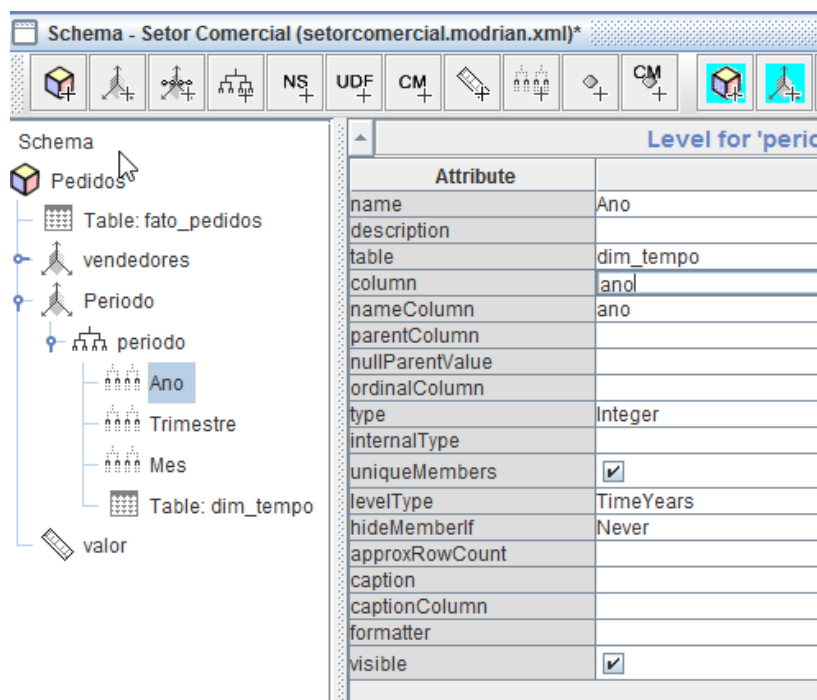 Schema - Setor Comercial (setorcomercial.modrian.xml)*
NS UDF CM CM
Schema
Pedidos
Table: fato_pedidos
vendedores
Periodo
periodo
Ano
Trimestre
Mes
Table: dim_tempo
valor
Level for 'perio
Attribute
name Ano
description
table dim_tempo
column ano
nameColumn ano
parentColumn
nullParentValue
ordinalColumn
type Integer
internalType
uniqueMembers
levelType TimeYears
hideMemberIf Never
approxRowCount
caption
captionColumn
formatter
visible